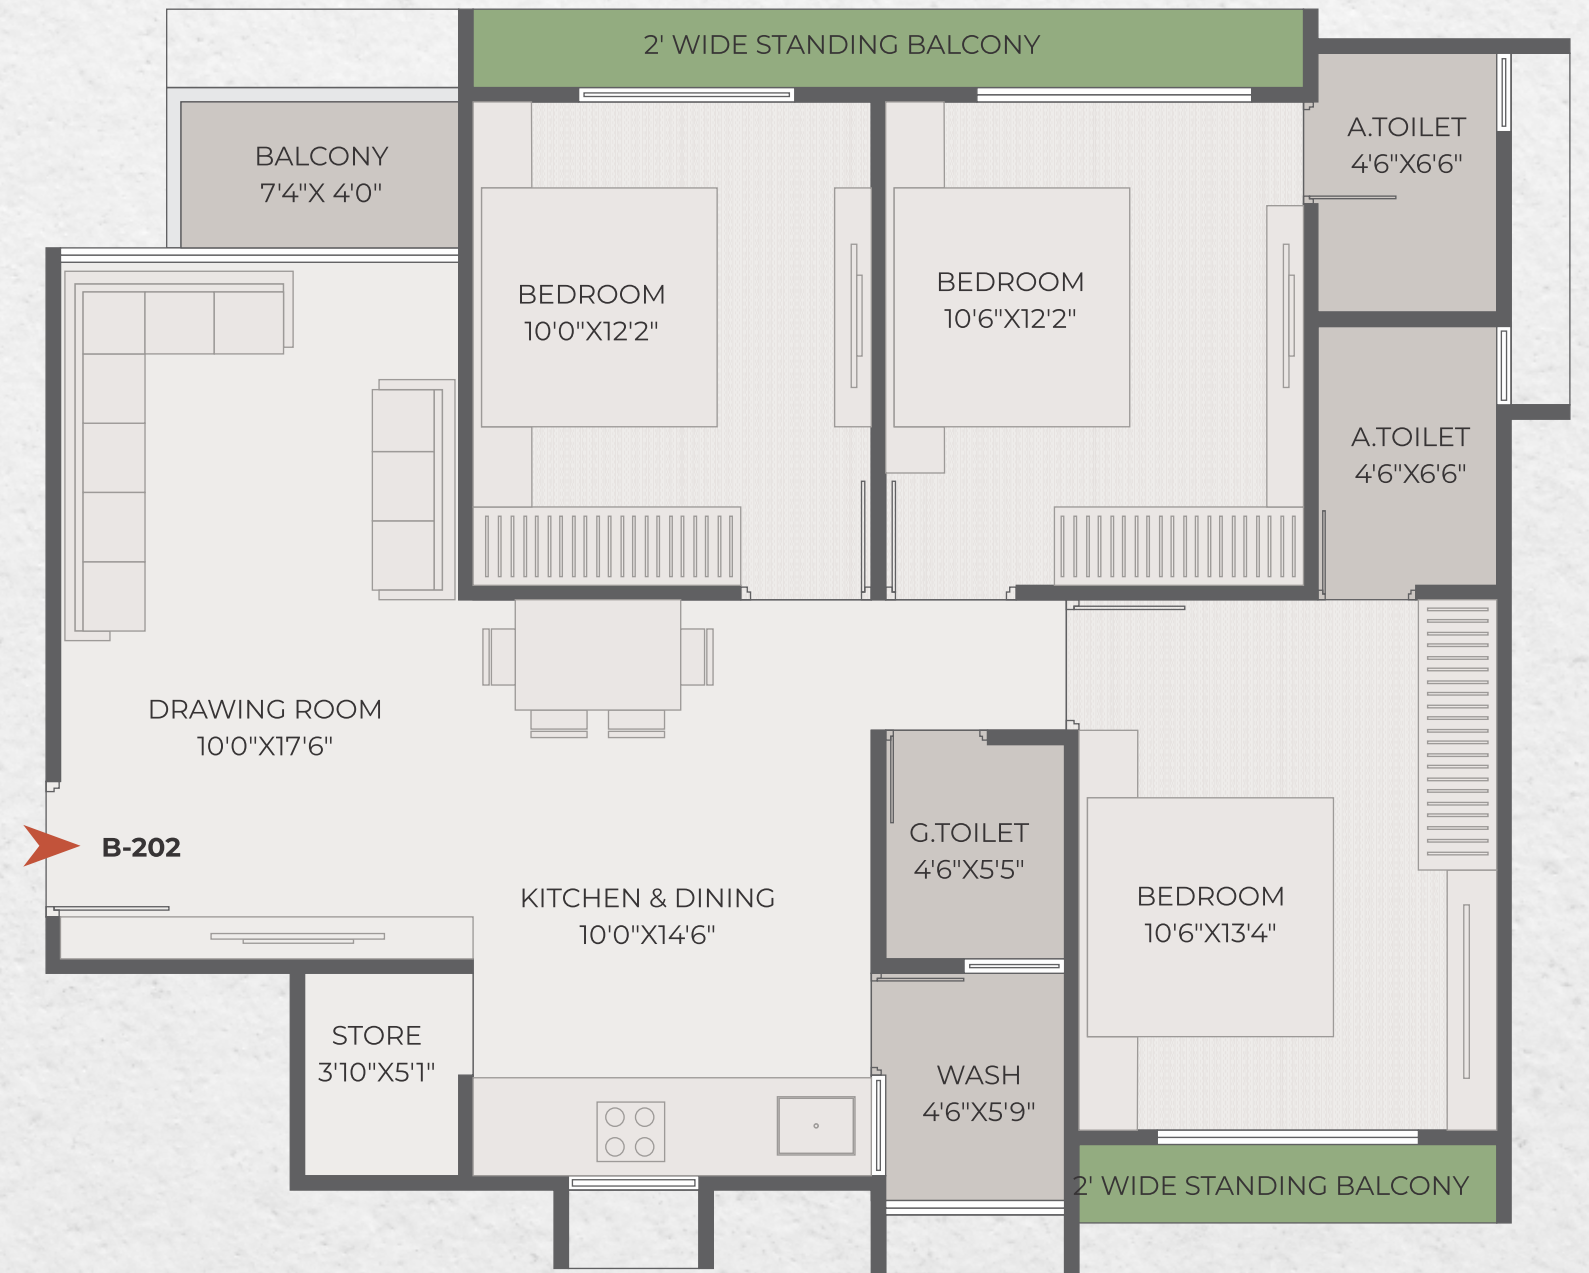 2' WIDE STANDING BALCONY
BALCONY
7'4"X 4'0"
A.TOILET
4'6"X6'6"
BEDROOM
10'0"X12'2"
BEDROOM
10'6"X12'2"
A.TOILET
4'6"X6'6"
DRAWING ROOM
10'0"X17'6"
B-202
KITCHEN & DINING
10'0"X14'6"
G.TOILET
4'6"X5'5"
BEDROOM
10'6"X13'4"
STORE
3'10"X5'1"
WASH
4'6"X5'9"
2' WIDE STANDING BALCONY